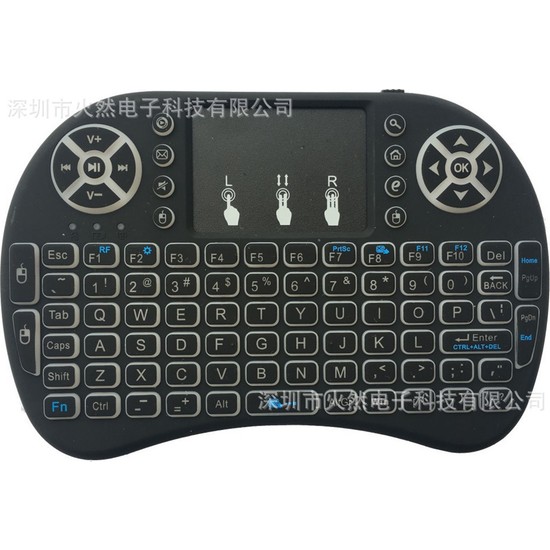 深圳市火然电子科技有限公司
V+
V−
OK
e
L R
Esc F1 RF F2 F3 F4 F5 F6 F7 PrtSc F8 F9 F11 F10 F12 Del Home PgUp
~ ` 1 ! 2 @ 3 # 4 $ 5 % 6 ^ 7 & 8 * 9 ( 0 ) BACK
Tab Q W E R T Y U I O P PgDn End
Caps A S D F G H J K L Enter CTRL+ALT+DEL
Shift Z X C V B N M , < . > ; : ' "
Fn Ctrl − _ = + Alt
深圳市火然电子科技有限公司